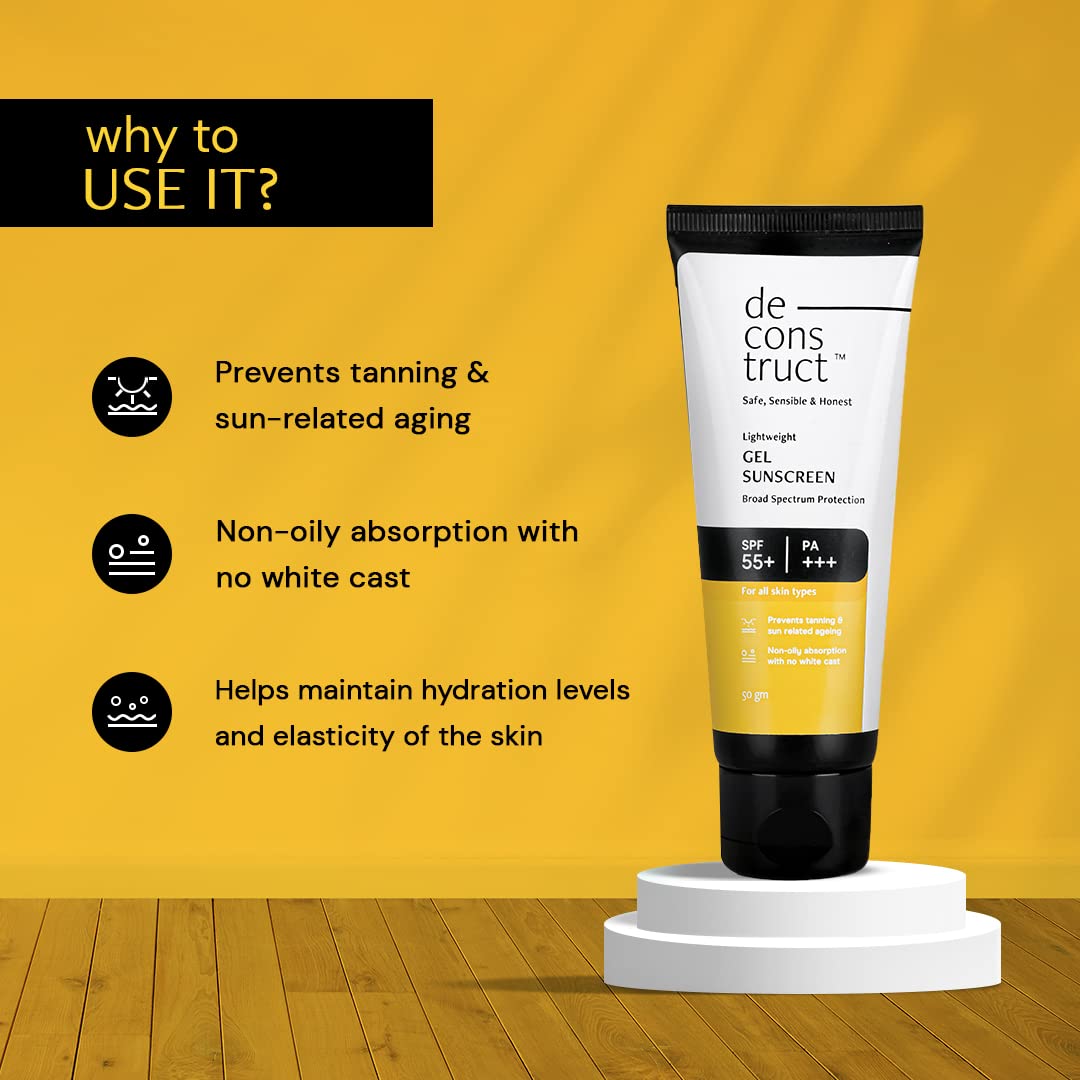 why to
USE IT?
Prevents tanning &
sun-related aging
Non-oily absorption with
no white cast
Helps maintain hydration levels
and elasticity of the skin
de
cons
truct™
Safe, Sensible & Honest
Lightweight
GEL
SUNSCREEN
Broad Spectrum Protection
SPF
55+
PA
+++
For all skin types
Prevents tanning &
sun related ageing
Non-oily absorption
with no white cast
50 gm